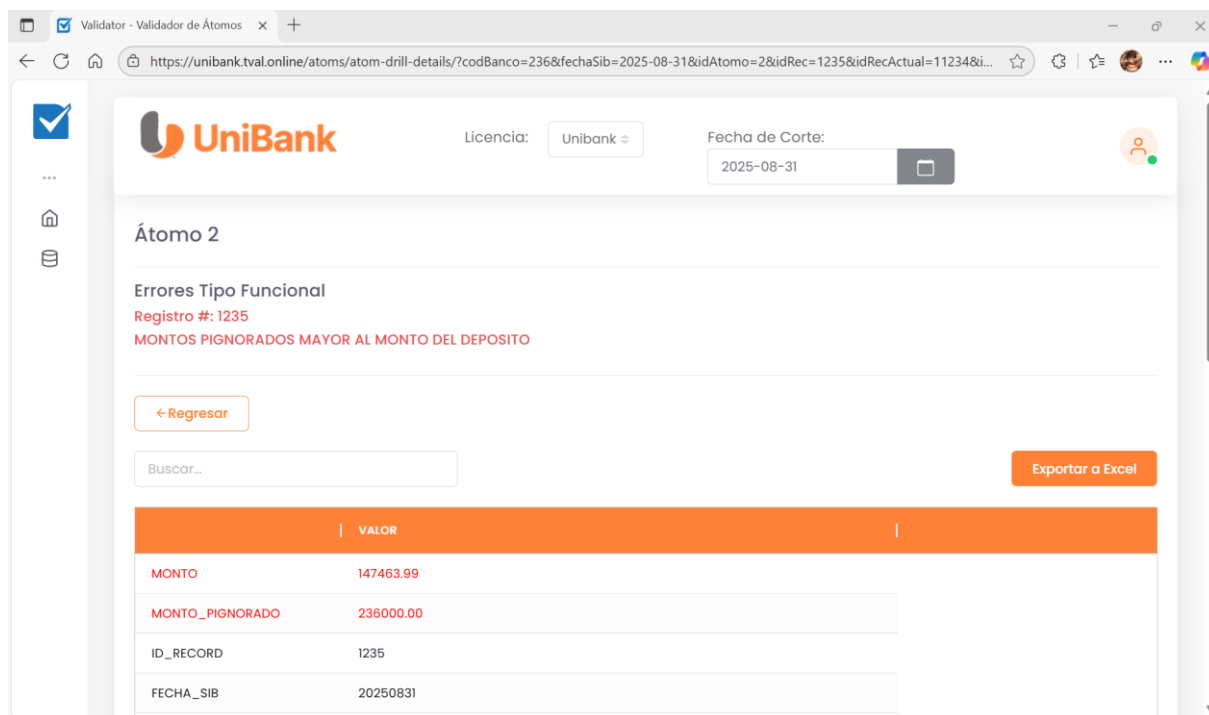 Validator - Validador de Átomos
https://unibank.tval.online/atoms/atom-drill-details/?codBanco=236&fechaSib=2025-08-31&idAtomo=2&idRec=1235&idRecActual=11234&i...
UniBank
Licencia:
Unibank
Fecha de Corte:
2025-08-31
Átomo 2
Errores Tipo Funcional
Registro #: 1235
MONTOS PIGNORADOS MAYOR AL MONTO DEL DEPOSITO
Regresar
Buscar...
Exportar a Excel
VALOR
MONTO 147463.99
MONTO_PIGNORADO 236000.00
ID_RECORD 1235
FECHA_SIB 20250831